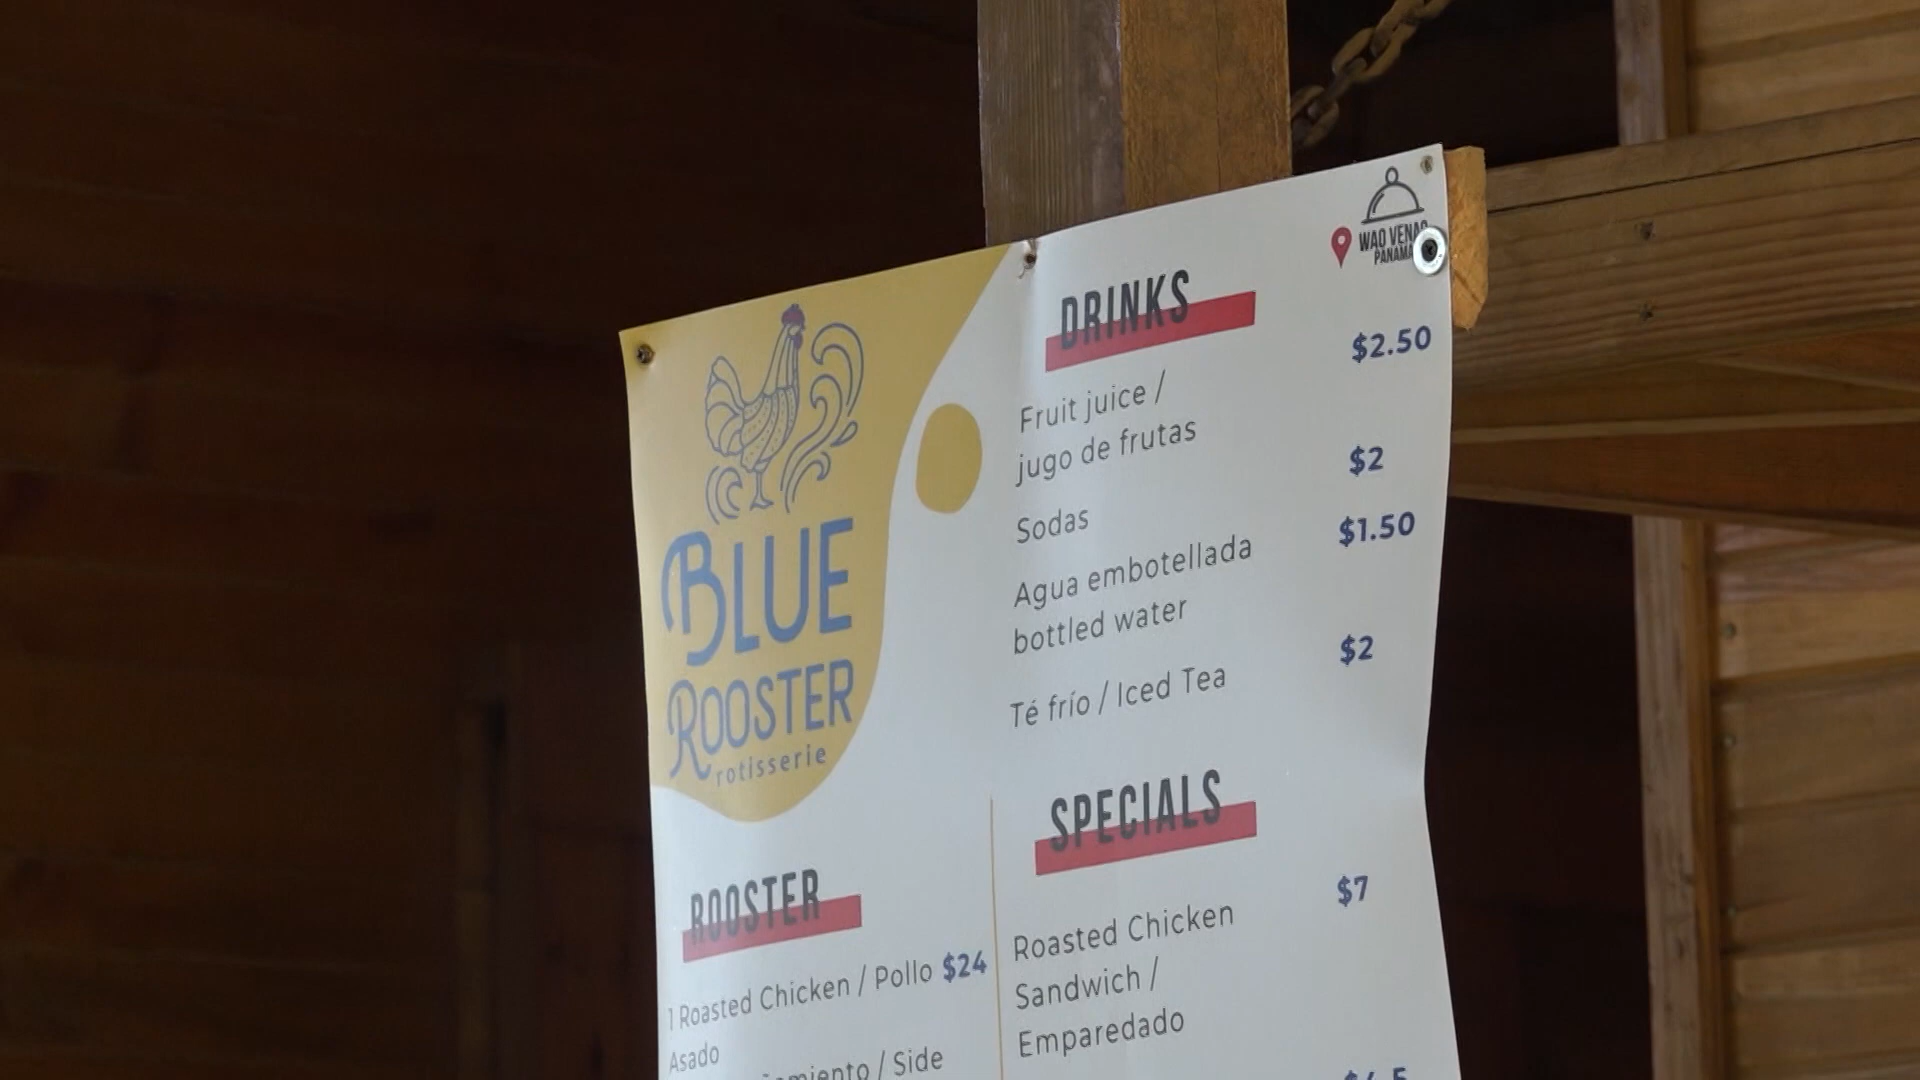 BLUE
ROOSTER
rotisserie
ROOSTER
1 Roasted Chicken / Pollo $24
Asado
/ Side
WAO
PANAMA
DRINKS
$2.50
Fruit juice /
jugo de frutas
$2
Sodas
$1.50
Agua embotellada
bottled water
$2
Té frío / Iced Tea
SPECIALS
$7
Roasted Chicken
Sandwich /
Emparedado